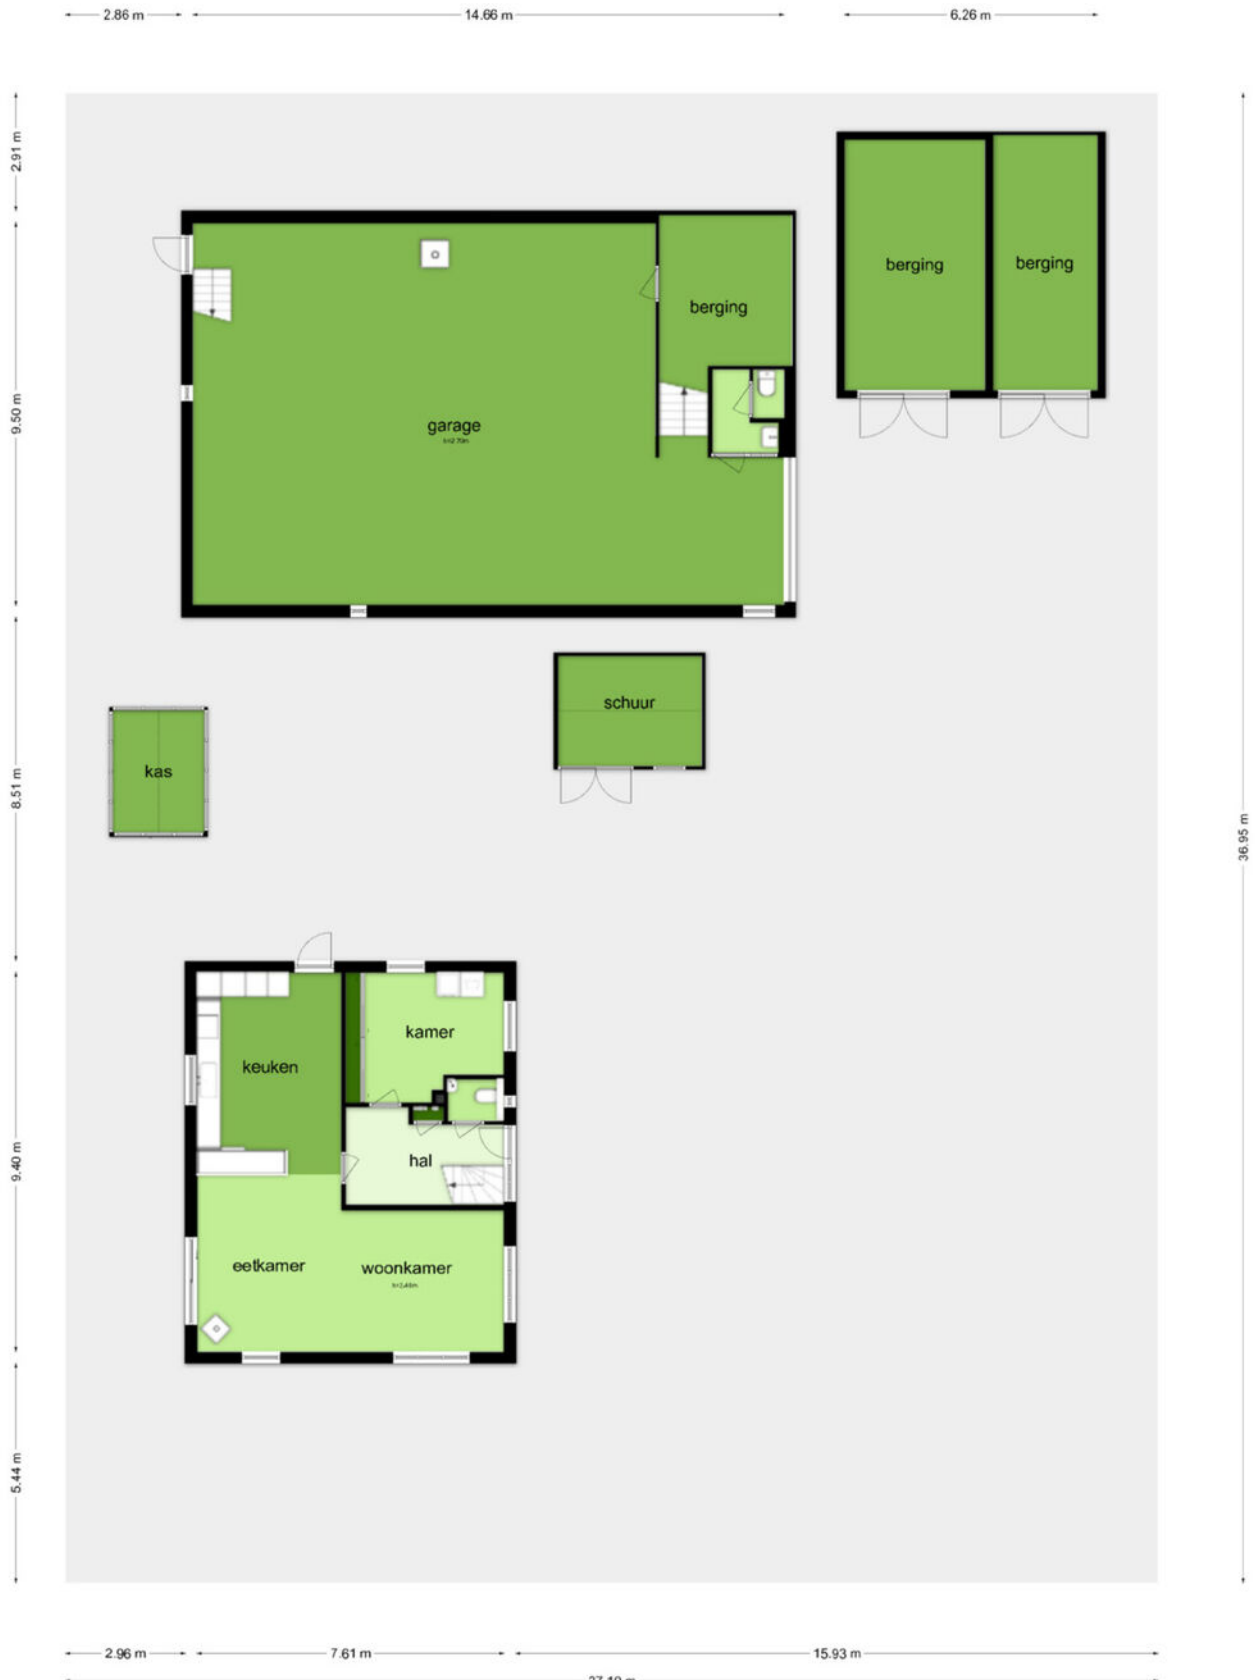 2.86 m
14.66 m
6.26 m
2.91 m
berging
berging
berging
9.50 m
garage
schuur
kas
8.51 m
36.95 m
kamer
keuken
hal
9.40 m
eetkamer
woonkamer
5.44 m
2.96 m
7.61 m
15.93 m